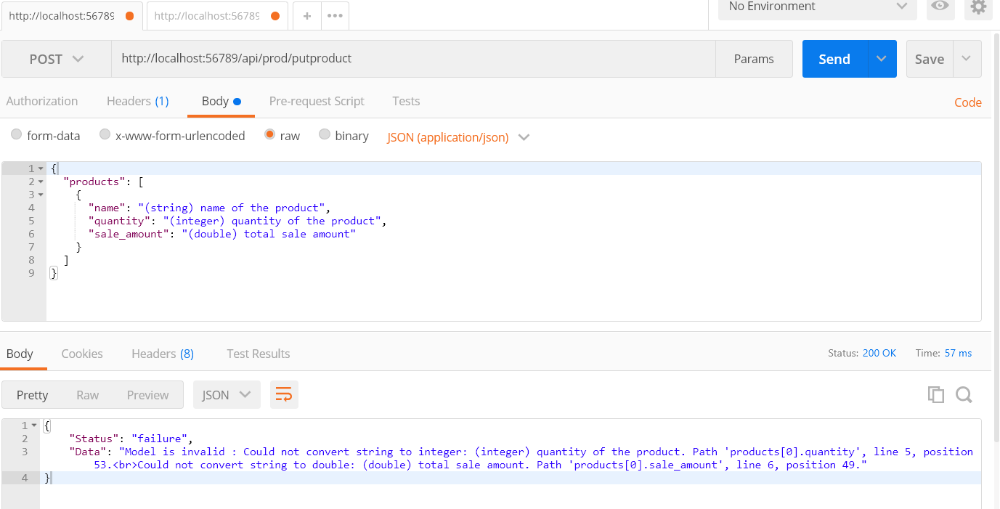 http://localhost:56789
http://localhost:56789
+
No Environment
POST
http://localhost:56789/api/prod/putproduct
Params
Send
Save
Authorization
Headers (1)
Body
Pre-request Script
Tests
Code
form-data
x-www-form-urlencoded
raw
binary
JSON (application/json)
1 {
2 "products": [
3 {
4 "name": "(string) name of the product",
5 "quantity": "(integer) quantity of the product",
6 "sale_amount": "(double) total sale amount"
7 }
8 ]
9 }
Body
Cookies
Headers (8)
Test Results
Status: 200 OK
Time: 57 ms
Pretty
Raw
Preview
JSON
1 {
2 "Status": "failure",
3 "Data": "Model is invalid : Could not convert string to integer: (integer) quantity of the product. Path 'products[0].quantity', line 5, position
53.<br>Could not convert string to double: (double) total sale amount. Path 'products[0].sale_amount', line 6, position 49."
4 }